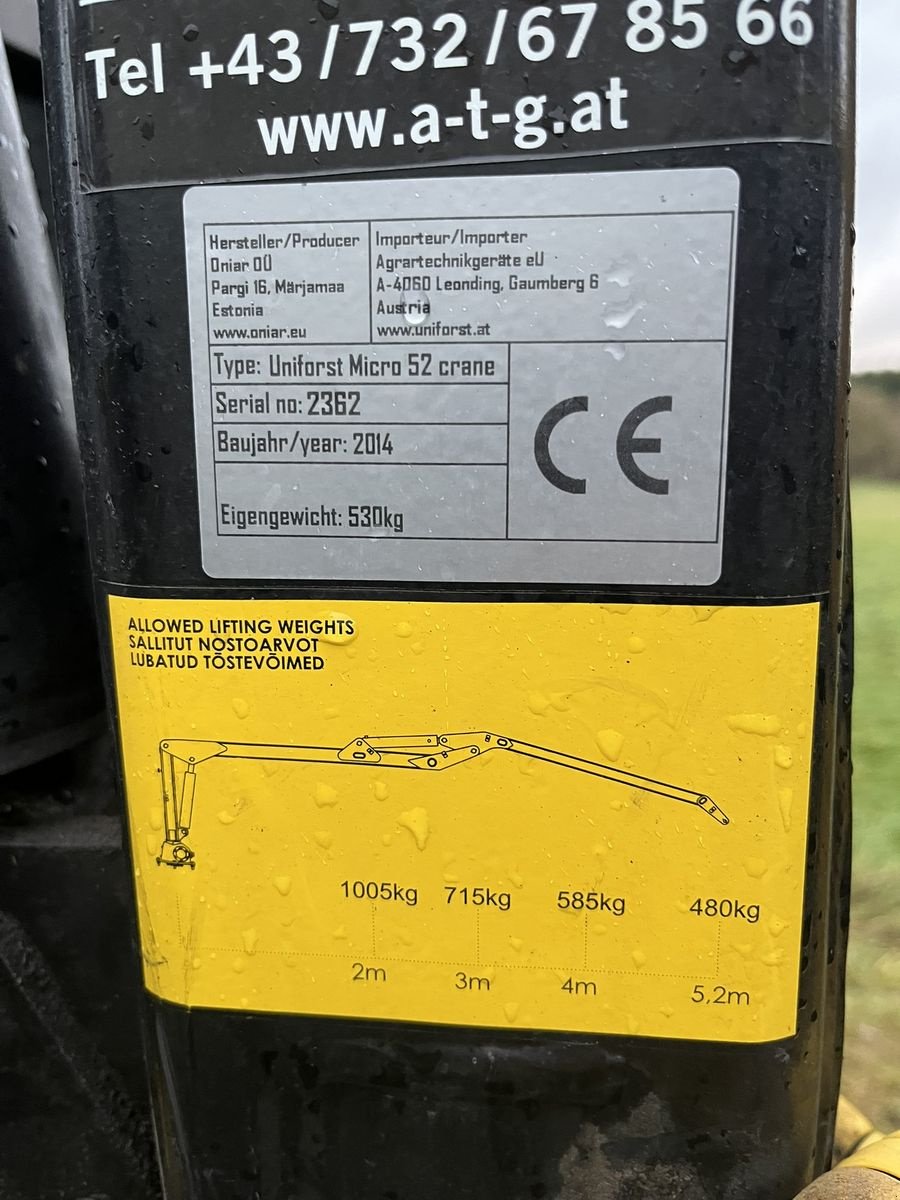 Tel +43/732/67 85 66
www.a-t-g.at
Hersteller/Producer
Oniar OÜ
Pargi 16, Märjamaa
Estonia
www.oniar.eu
Importeur/Importer
Agrartechnikgeräte eU
A-4060 Leonding, Gaumberg 6
Austria
www.uniforst.at
Type: Uniforst Micro 52 crane
Serial no: 2362
Baujahr/year: 2014
Eigengewicht: 530kg
CE
ALLOWED LIFTING WEIGHTS
SALLITUT NOSTOARVOT
LUBATUD TÕSTEVÕIMED
1005kg 715kg 585kg 480kg
2m 3m 4m 5,2m